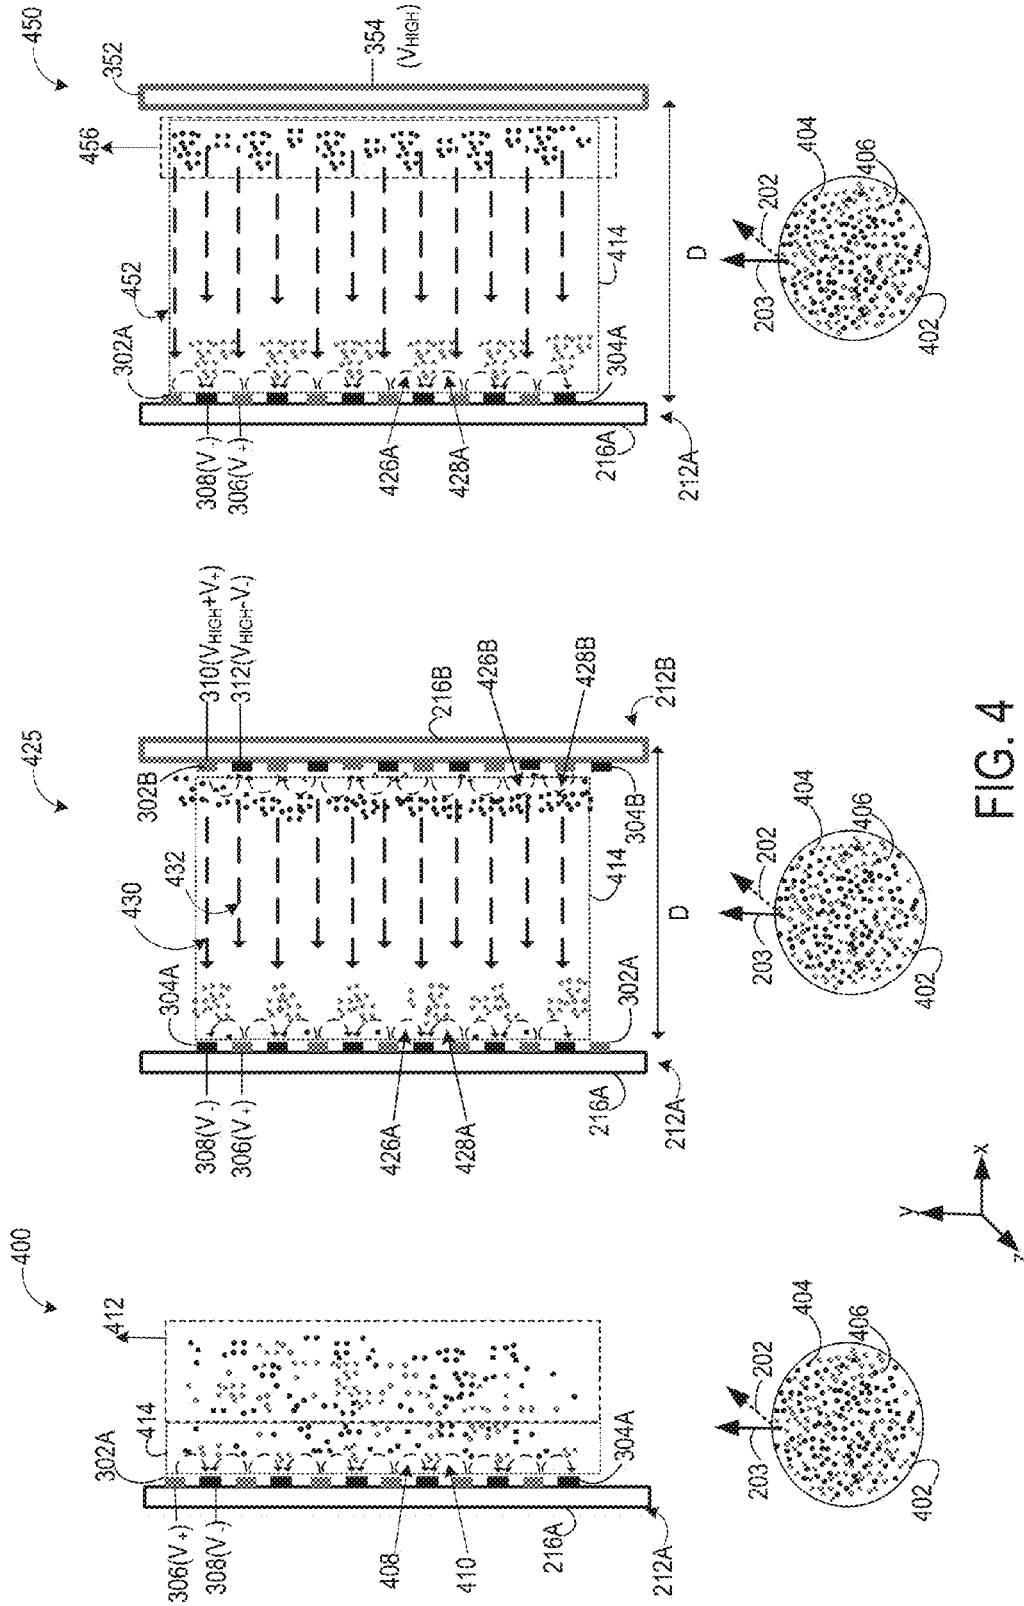 400
412
414
302A
306(V+)
308(V-)
304A
408
410
216A
212A
203
202
404
406
402
Y
X
Z
425
430
432
304A
308(V-)
306(V+)
302B
310(VHIGH+V+)
312(VHIGH-V-)
216B
426B
428B
212B
304B
414
302A
D
426A
428A
216A
212A
203
202
404
406
402
450
352
354
(VHIGH)
456
452
302A
308(V-)
306(V+)
426A
428A
414
304A
216A
212A
D
203
202
404
406
402
FIG. 4